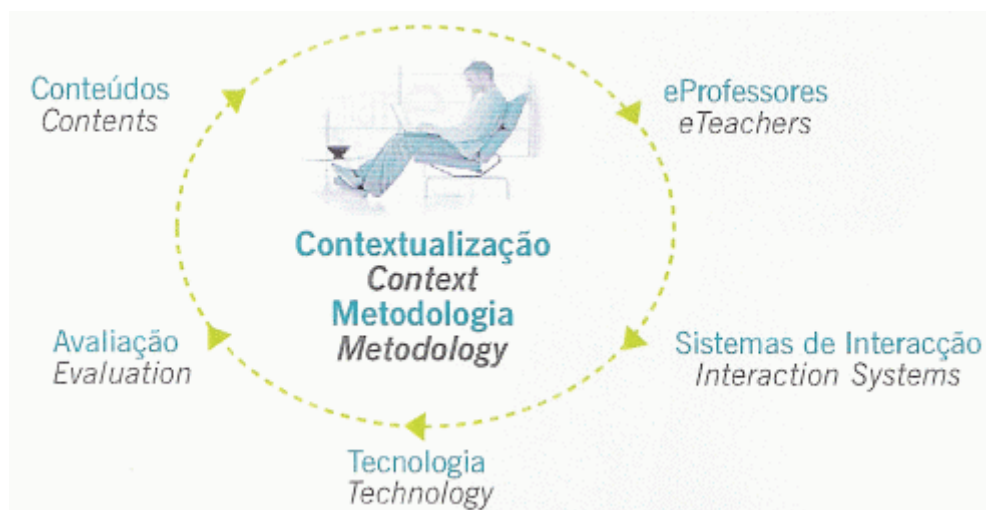 Conteúdos
Contents
eProfessores
eTeachers
Contextualização
Context
Metodologia
Metodology
Avaliação
Evaluation
Sistemas de Interacção
Interaction Systems
Tecnologia
Technology